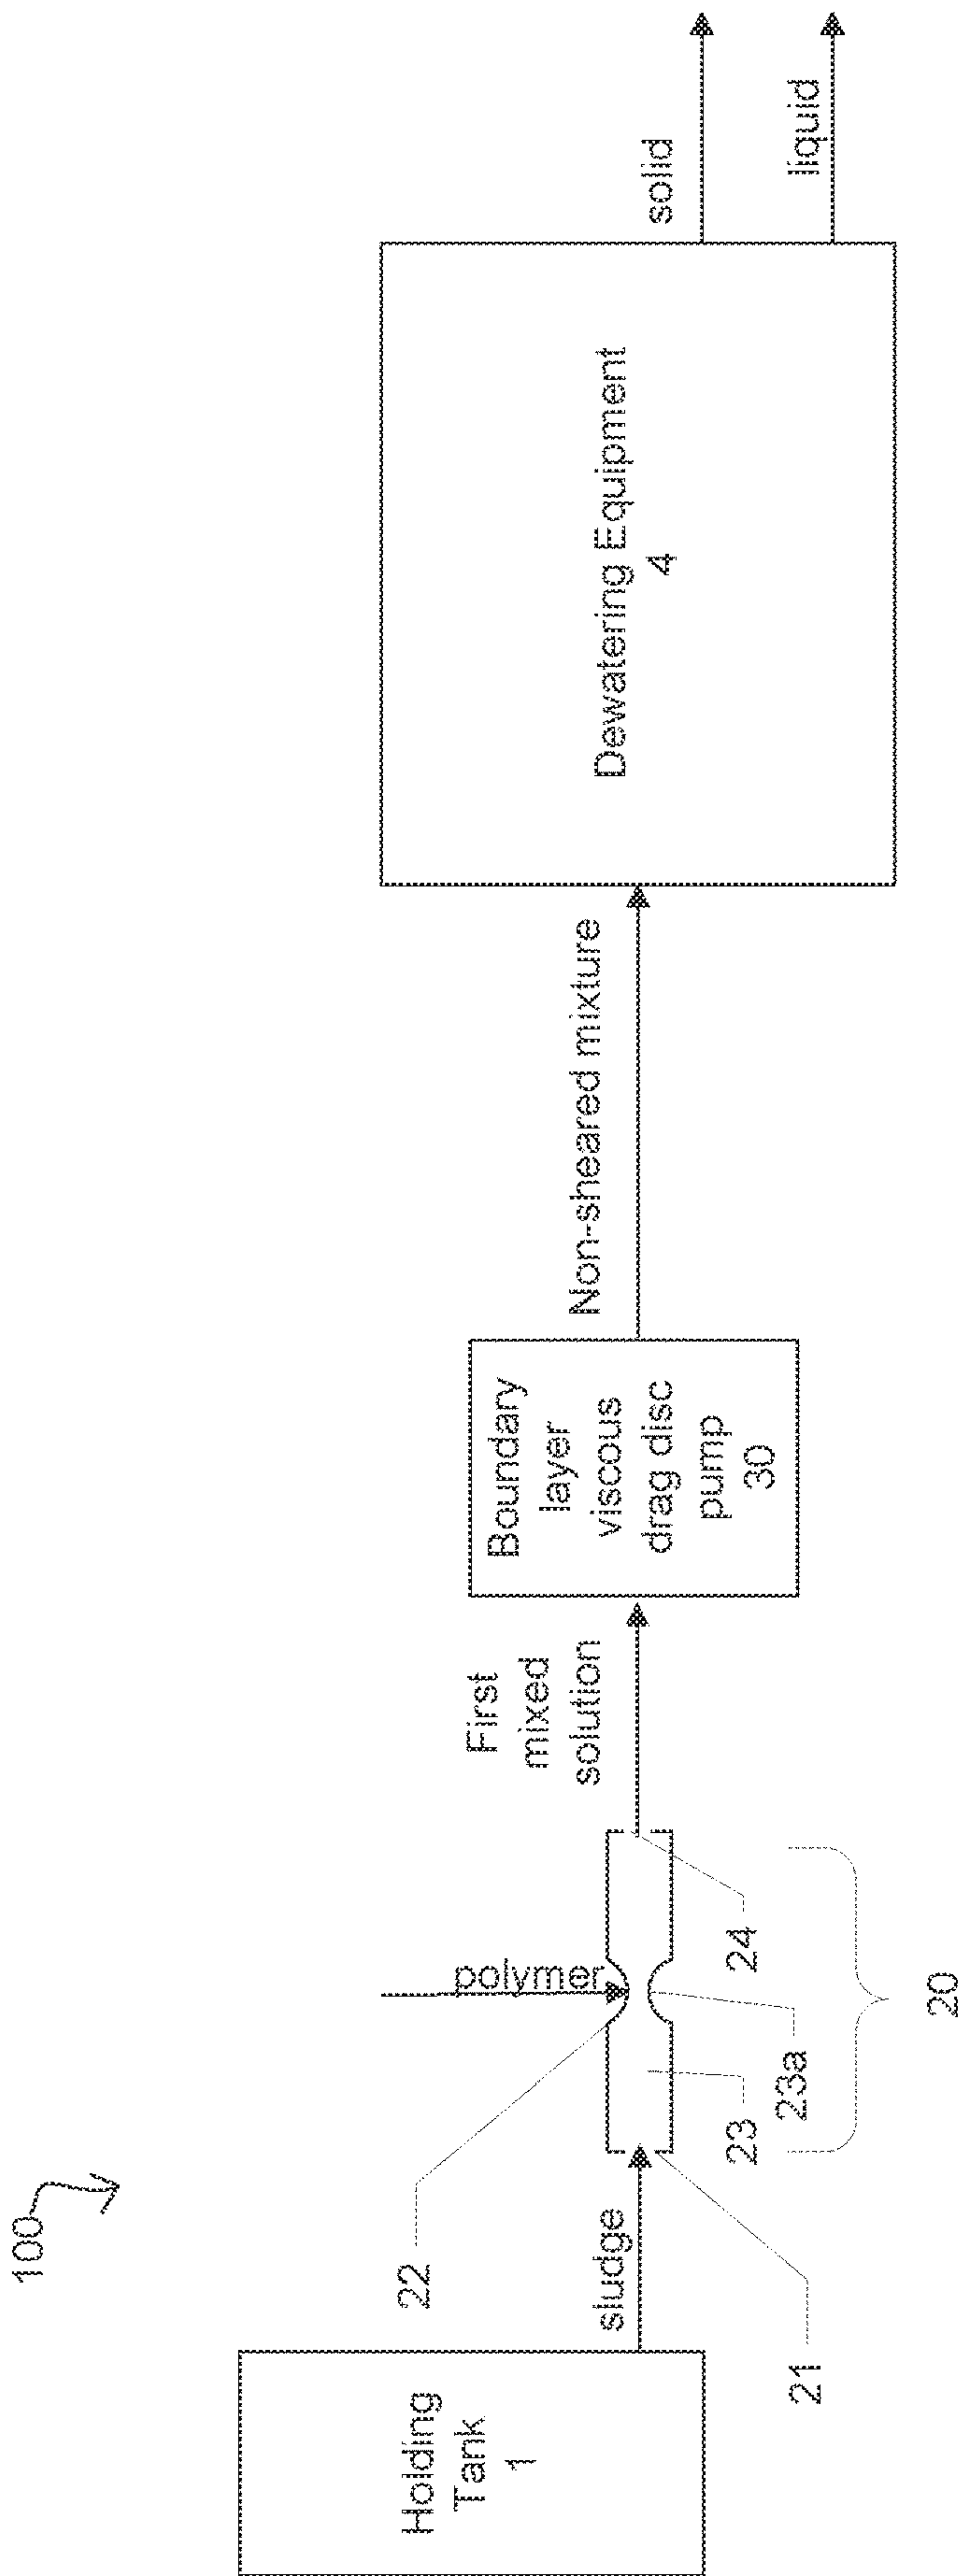 100
Holding
Tank
1
sludge
21
22
polymer
23
23a
24
20
First
mixed
solution
Boundary
layer
viscous
drag disc
pump
30
Non-sheared mixture
Dewatering Equipment
4
solid
liquid